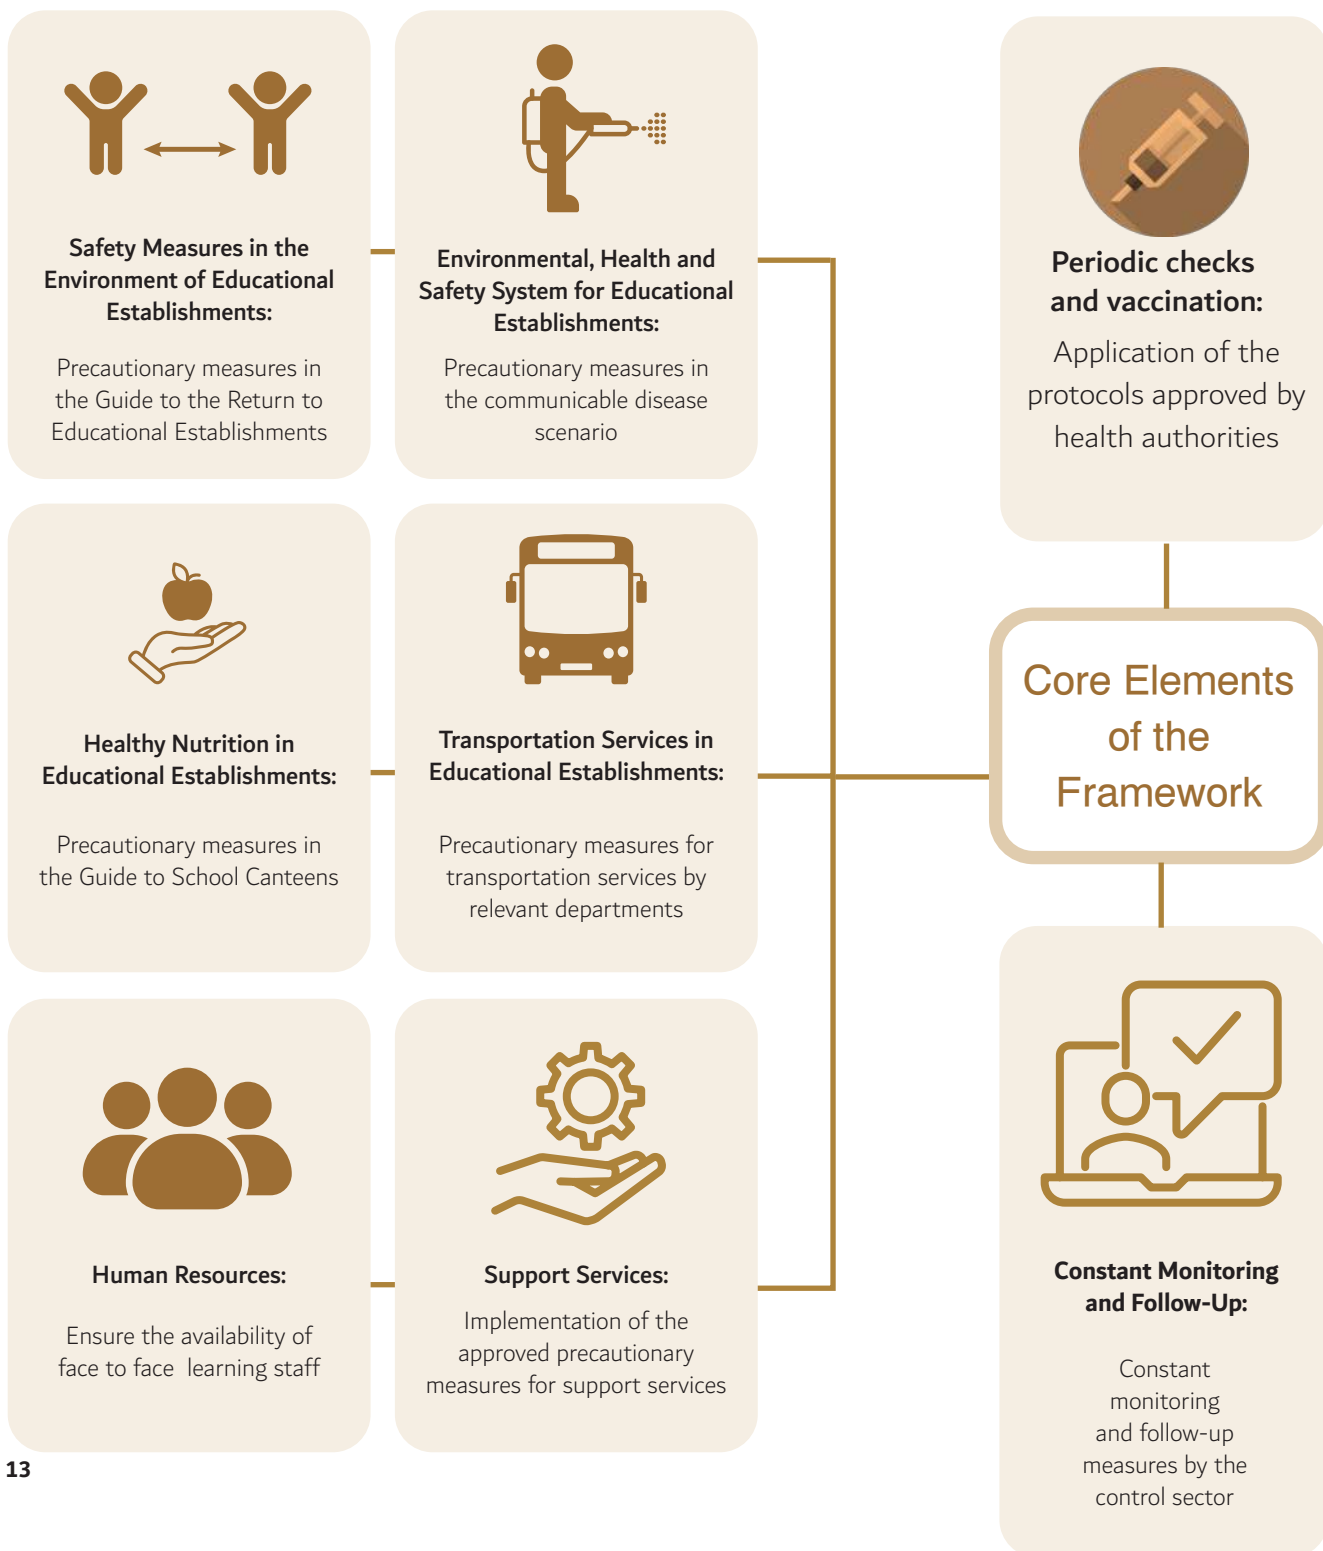 Safety Measures in the
Environment of Educational
Establishments:
Precautionary measures in
the Guide to the Return to
Educational Establishments
Environmental, Health and
Safety System for Educational
Establishments:
Precautionary measures in
the communicable disease
scenario
Periodic checks
and vaccination:
Application of the
protocols approved by
health authorities
Healthy Nutrition in
Educational Establishments:
Precautionary measures in
the Guide to School Canteens
Transportation Services in
Educational Establishments:
Precautionary measures for
transportation services by
relevant departments
Core Elements
of the
Framework
Human Resources:
Ensure the availability of
face to face  learning staff
Support Services:
Implementation of the
approved precautionary
measures for support services
Constant Monitoring
and Follow-Up:
Constant
monitoring
and follow-up
measures by the
control sector
13